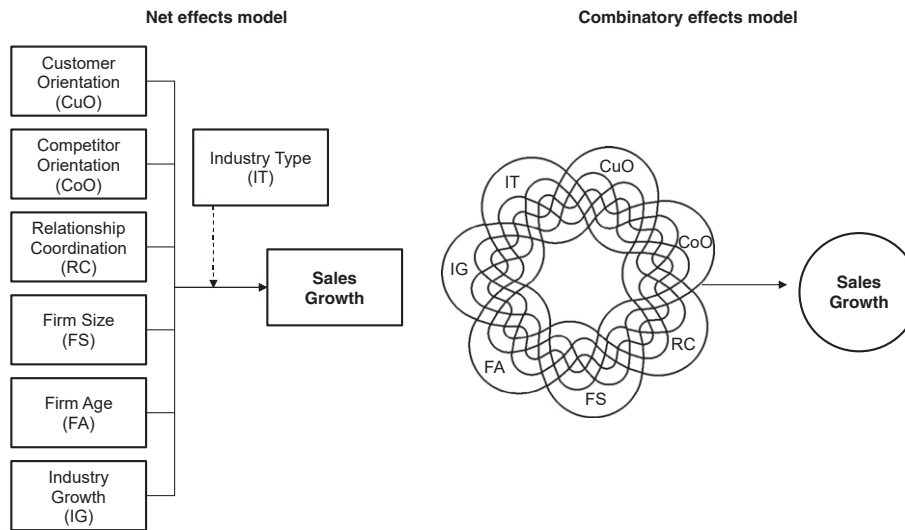 Net effects model
Customer
Orientation
(CuO)
Competitor
Orientation
(CoO)
Relationship
Coordination
(RC)
Firm Size
(FS)
Firm Age
(FA)
Industry
Growth
(IG)
Industry Type
(IT)
Sales
Growth
Combinatory effects model
CuO
IT
CoO
IG
RC
FA
FS
Sales
Growth